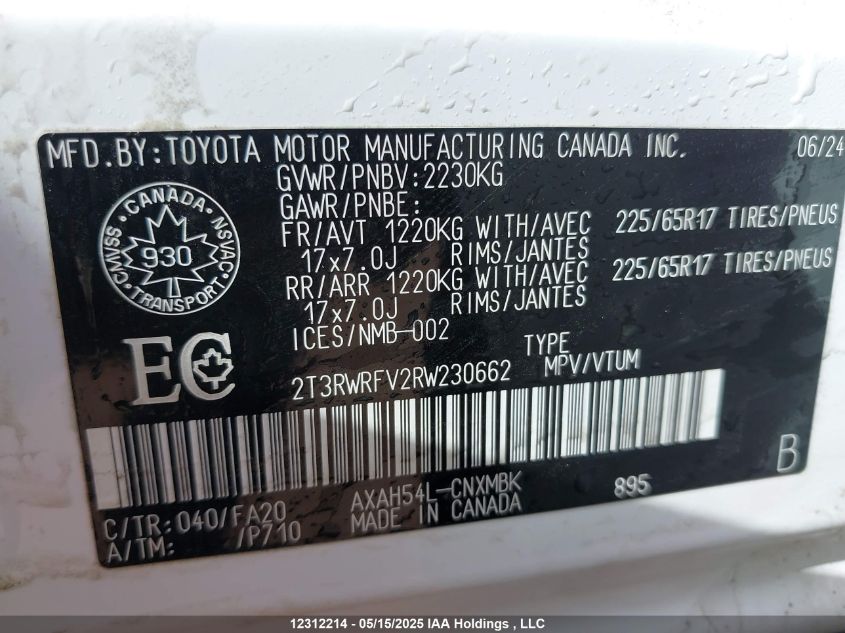 MFD.BY:TOYOTA MOTOR MANUFACTURING CANADA INC. 06/24
GVWR/PNBV:2230KG
GAWR/PNBE:
FR/AVT 1220KG WITH/AVEC 225/65R17 TIRES/PNEUS
17x7.0J RIMS/JANTES
RR/ARR 1220KG WITH/AVEC 225/65R17 TIRES/PNEUS
17x7.0J RIMS/JANTES
ICES/NMB-002
CANADA
CMVSS NSVAC
930
TRANSPORT
EC
TYPE
2T3RWRFV2RW230662 MPV/VTUM
B
C/TR:040/FA20 AXAH54L-CNXMBK 895
A/TM: /P710 MADE IN CANADA
12312214 - 05/15/2025 IAA Holdings , LLC